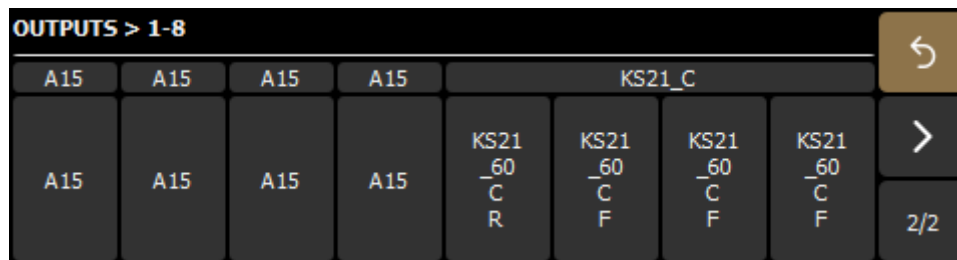 OUTPUTS > 1-8
A15 A15 A15 A15 KS21_C
A15 A15 A15 A15
KS21 KS21 KS21 KS21
_60 _60 _60 _60
C C C C
R F F F
2/2